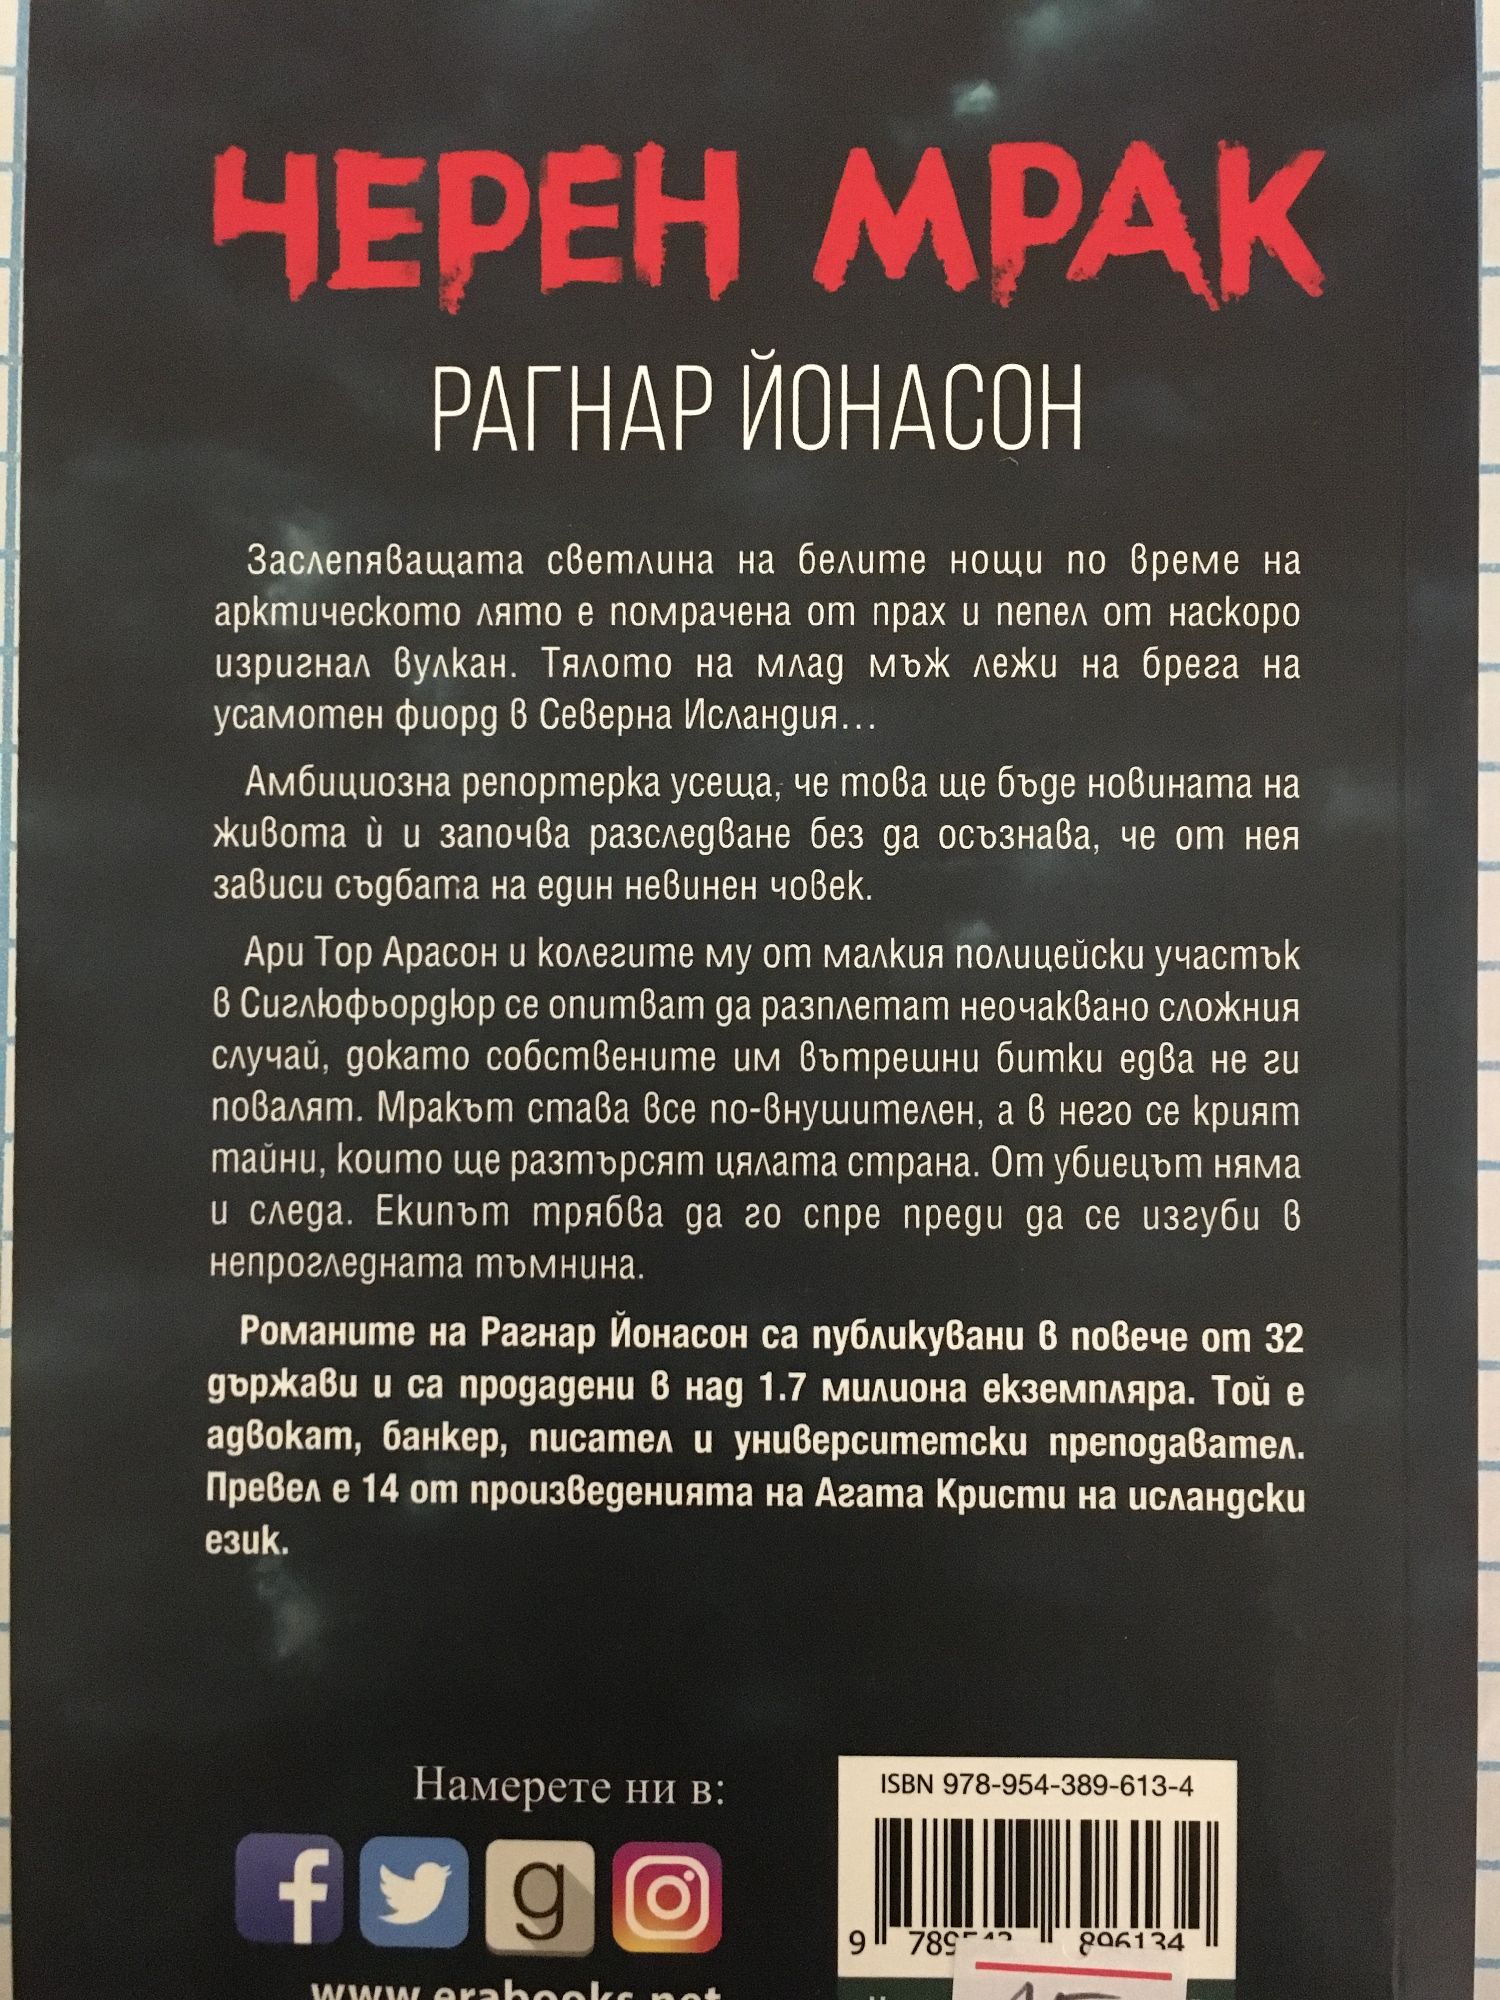 ЧЕРЕН МРАК
РАГНАР ЙОНАСОН
Заслепяващата светлина на белите нощи по време на
арктическото лято е помрачена от прах и пепел от наскоро
изригнал вулкан. Тялото на млад мъж лежи на брега на
усамотен фиорд в Северна Исландия...
Амбициозна репортерка усеща, че това ще бъде новината на
живота ѝ и започва разследване без да осъзнава, че от нея
зависи съдбата на един невинен човек.
Ари Тор Арасон и колегите му от малкия полицейски участък
в Сиглюфьордюр се опитват да разплетат неочаквано сложния
случай, докато собствените им вътрешни битки едва не ги
повалят. Мракът става все по-внушителен, а в него се крият
тайни, които ще разтърсят цялата страна. От убиецът няма
и следа. Екипът трябва да го спре преди да се изгуби в
непрогледната тъмнина.
Романите на Рагнар Йонасон са публикувани в повече от 32
държави и са продадени в над 1.7 милиона екземпляра. Той е
адвокат, банкер, писател и университетски преподавател.
Превел е 14 от произведенията на Агата Кристи на исландски
език.
Намерете ни в:
f g
www.erabooks.net
ISBN 978-954-389-613-4
9 789543 896134